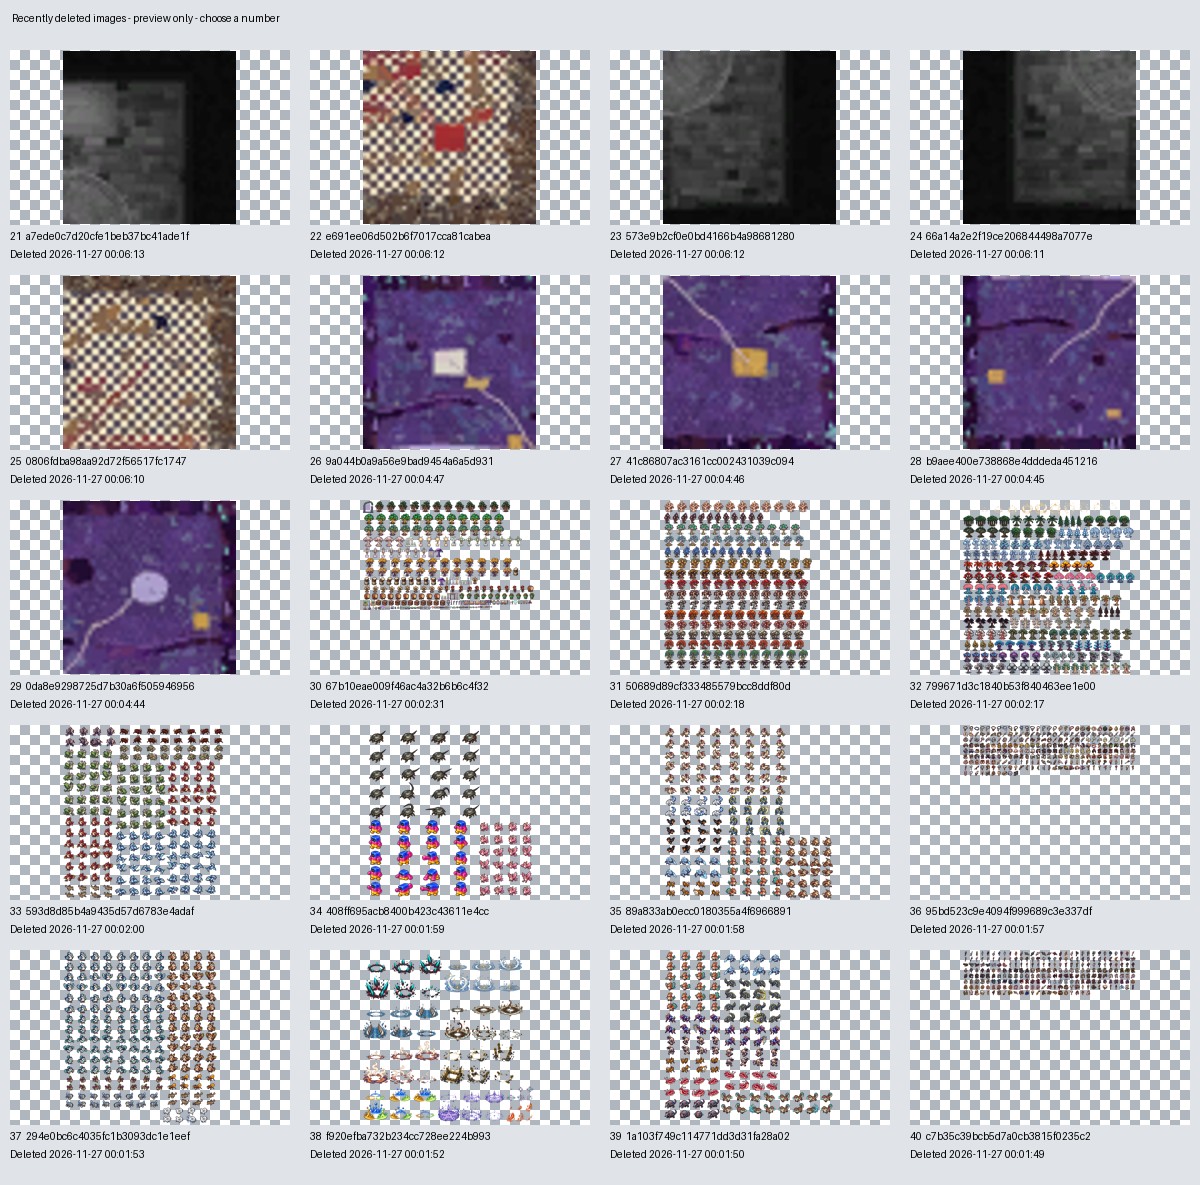 Recently deleted images - preview only - choose a number
21 a7ede0c7d20cfe1beb37bc41ade1f
22 e691ee06d502b6f7017cca81cabea
23 573e9b2cf0e0bd4166b4a98681280
24 66a14a2e2f19ce206844498a7077e
Deleted 2026-11-27 00:06:13
Deleted 2026-11-27 00:06:12
Deleted 2026-11-27 00:06:12
Deleted 2026-11-27 00:06:11
25 0806fdba98aa92d72f56517fc1747
26 9a044b0a9a56e9bad9454a6a5d931
27 41c86807ac3161cc002431039c094
28 b9aee400e738868e4dddeda451216
Deleted 2026-11-27 00:06:10
Deleted 2026-11-27 00:04:47
Deleted 2026-11-27 00:04:46
Deleted 2026-11-27 00:04:45
29 0da8e9298725d7b30a6f505946956
30 67b10eae009f46ac4a32b6b6c4f32
31 50689d89cf333485579bcc8ddf80d
32 799671d3c1840b53f840463ee1e00
Deleted 2026-11-27 00:04:44
Deleted 2026-11-27 00:02:31
Deleted 2026-11-27 00:02:18
Deleted 2026-11-27 00:02:17
33 593d8d85b4a9435d57d6783e4adaf
34 408ff695acb8400b423c43611e4cc
35 89a833ab0ecc0180355a4f6966891
36 95bd523c9e4094f999689c3e337df
Deleted 2026-11-27 00:02:00
Deleted 2026-11-27 00:01:59
Deleted 2026-11-27 00:01:58
Deleted 2026-11-27 00:01:57
37 294e0bc6c4035fc1b3093dc1e1eef
38 f920efba732b234cc728ee224b993
39 1a103f749c114771dd3d31fa28a02
40 c7b35c39bcb5d7a0cb3815f0235c2
Deleted 2026-11-27 00:01:53
Deleted 2026-11-27 00:01:52
Deleted 2026-11-27 00:01:50
Deleted 2026-11-27 00:01:49